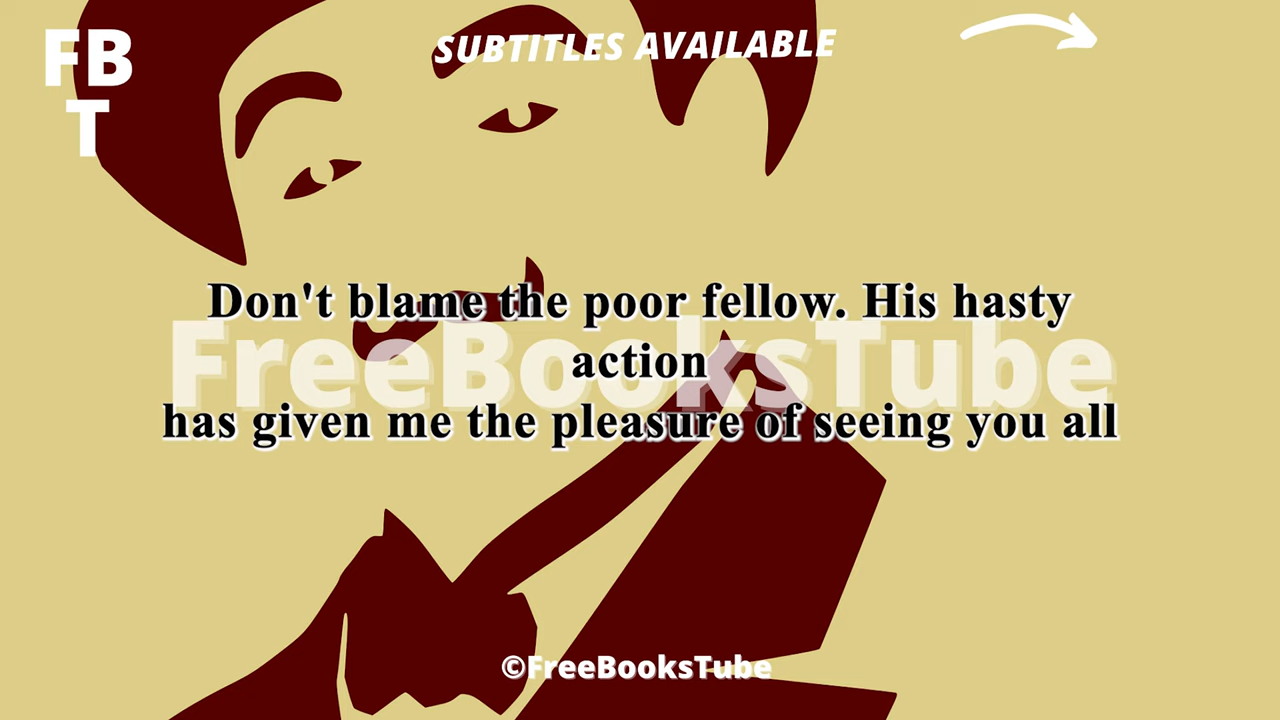 FB
T
SUBTITLES AVAILABLE
Don't blame the poor fellow. His hasty
action
FreeBooksTube
has given me the pleasure of seeing you all
©FreeBooksTube